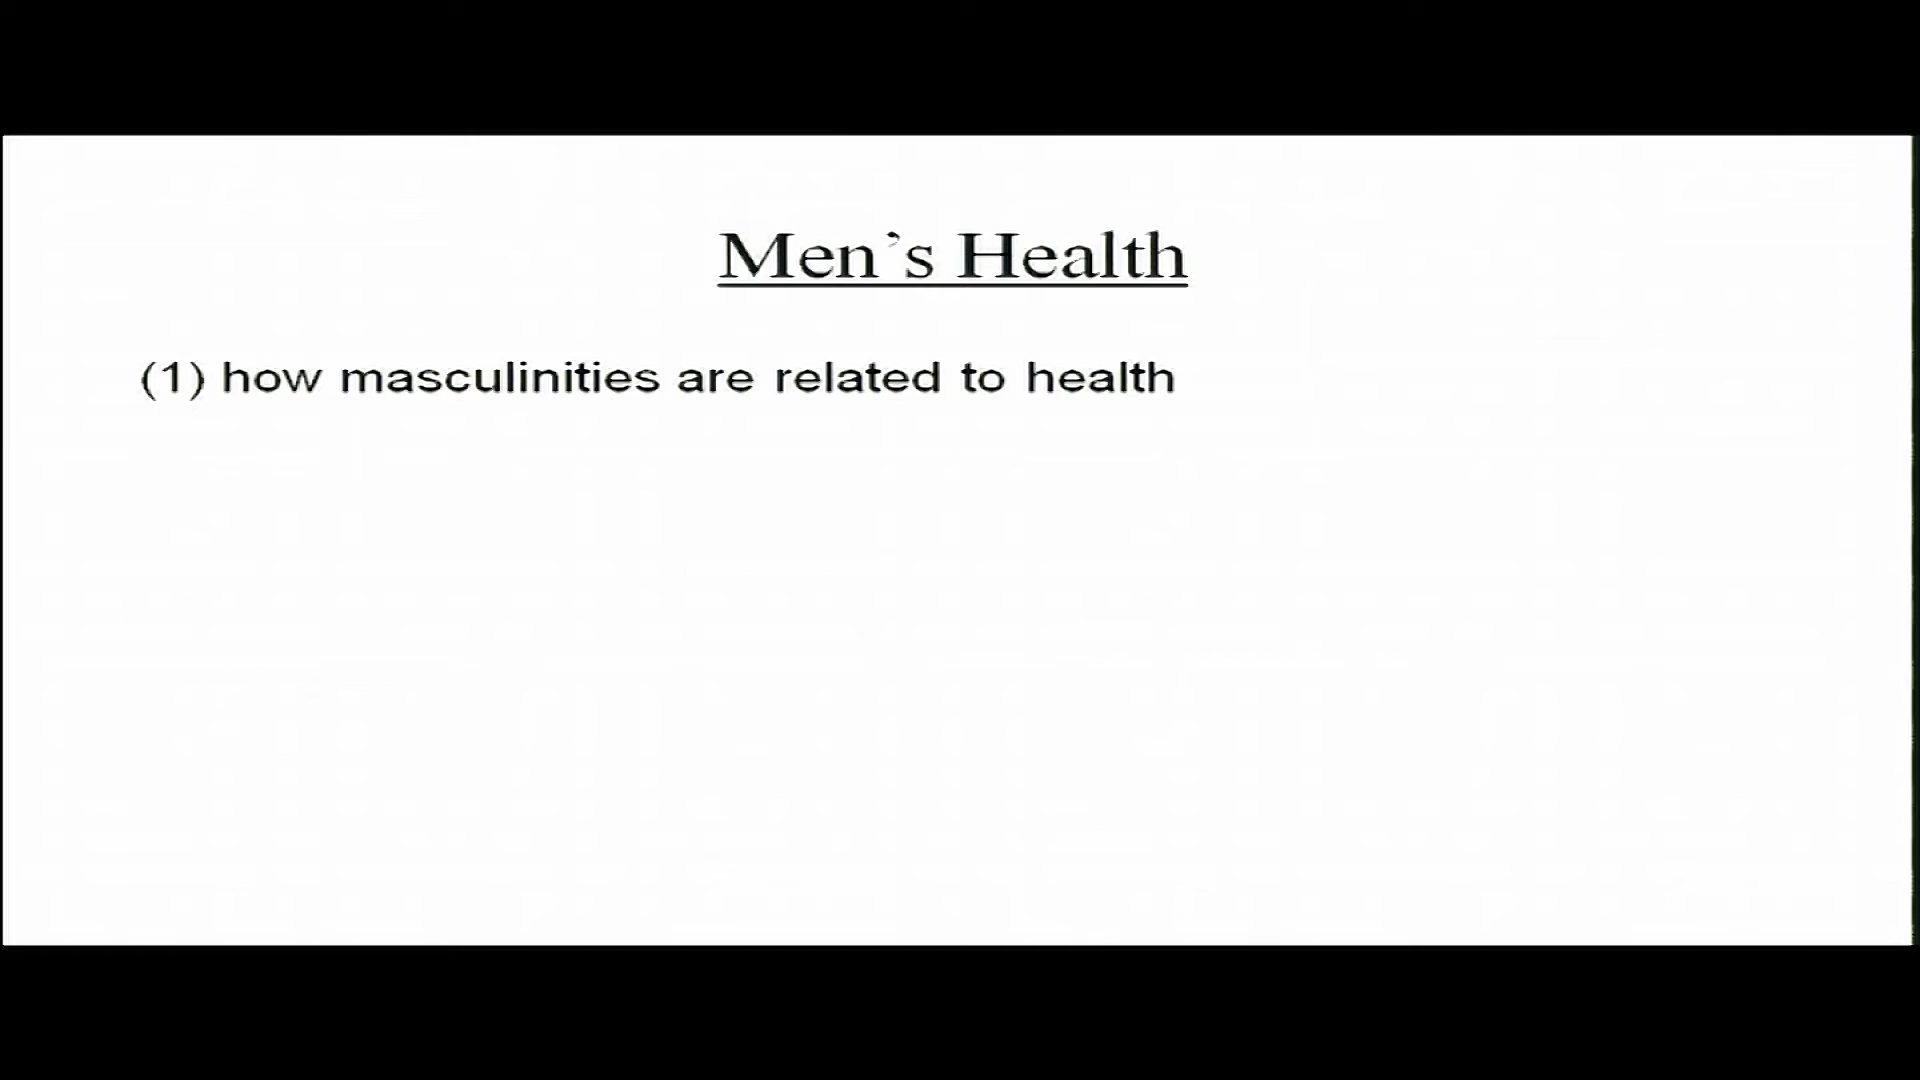 Men’s Health
(1) how masculinities are related to health